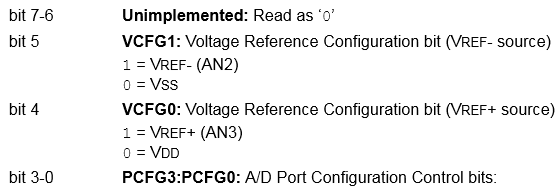 bit 7-6 Unimplemented: Read as ‘0’
bit 5 VCFG1: Voltage Reference Configuration bit (VREF- source)
1 = VREF- (AN2)
0 = VSS
bit 4 VCFG0: Voltage Reference Configuration bit (VREF+ source)
1 = VREF+ (AN3)
0 = VDD
bit 3-0 PCFG3:PCFG0: A/D Port Configuration Control bits: